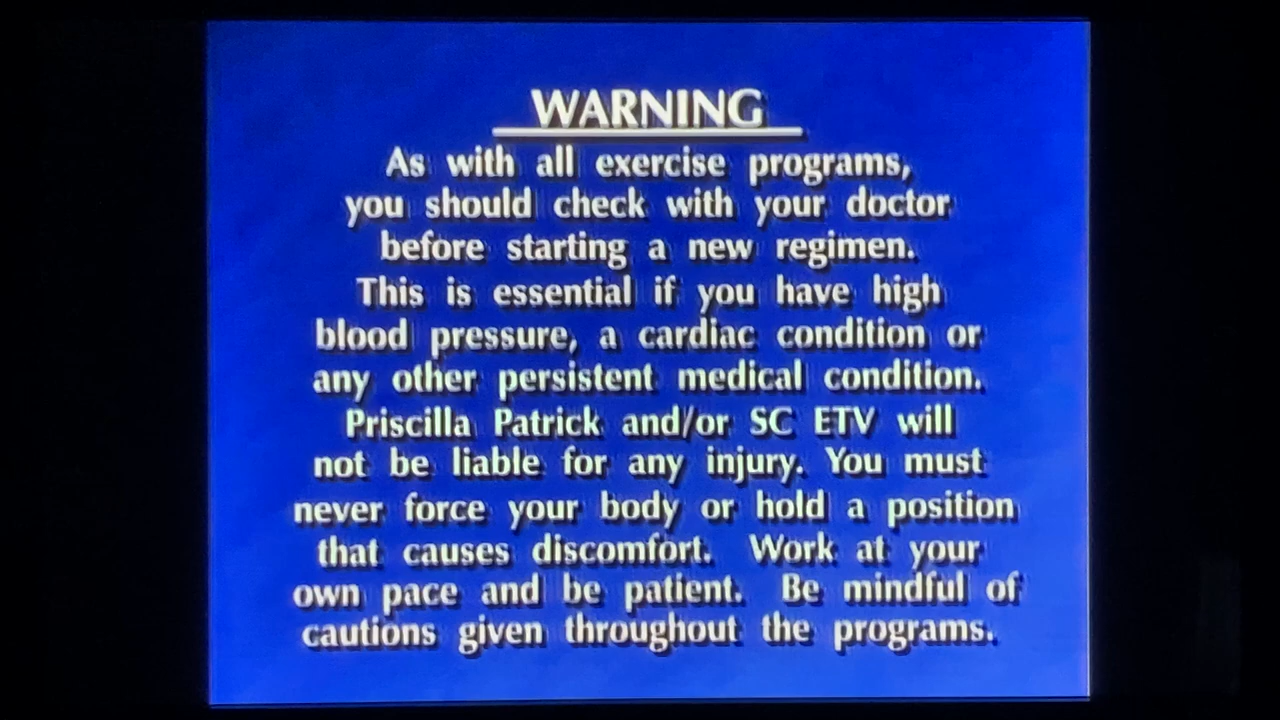 WARNING
As with all exercise programs,
you should check with your doctor
before starting a new regimen.
This is essential if you have high
blood pressure, a cardiac condition or
any other persistent medical condition.
Priscilla Patrick and/or SC ETV will
not be liable for any injury. You must
never force your body or hold a position
that causes discomfort. Work at your
own pace and be patient. Be mindful of
cautions given throughout the programs.